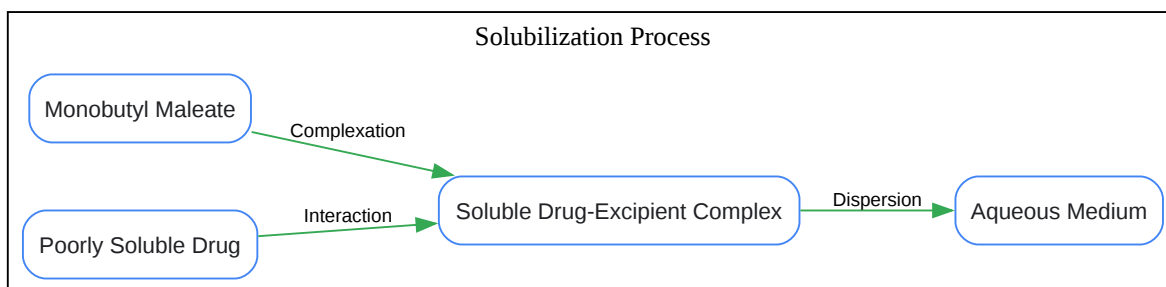 Solubilization Process
Monobutyl Maleate
Complexation
Poorly Soluble Drug
Interaction
Soluble Drug-Excipient Complex
Dispersion
Aqueous Medium